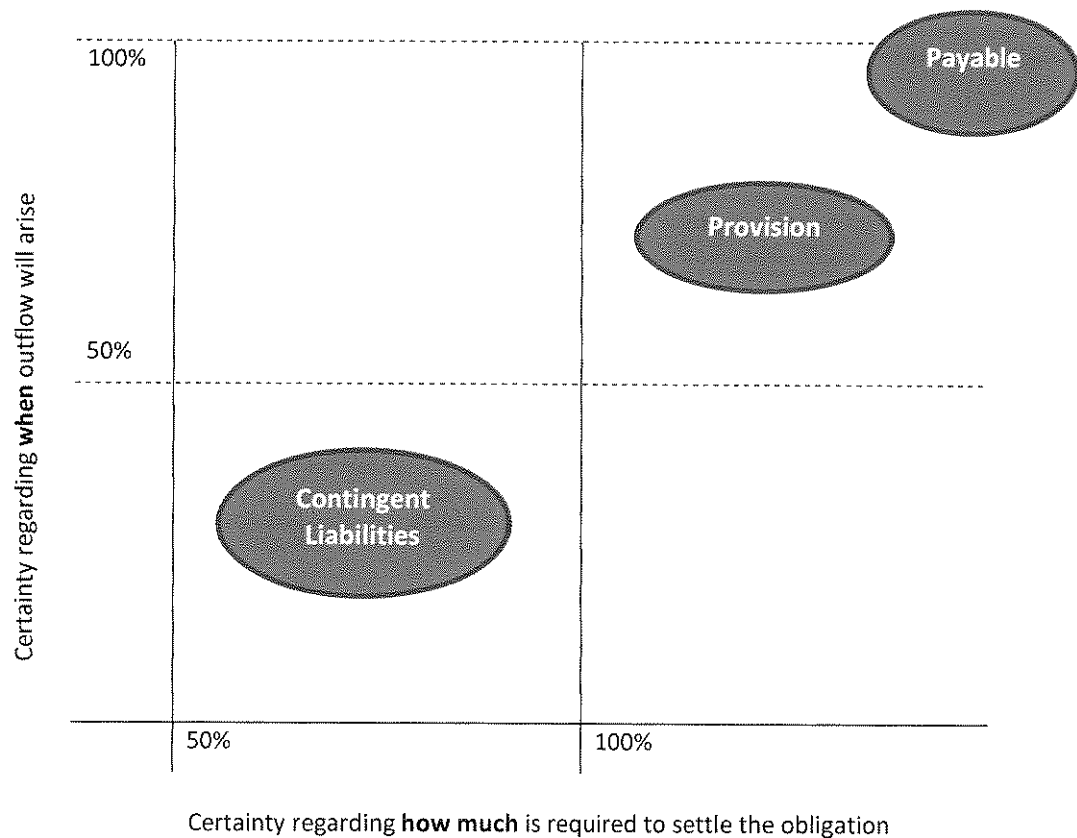 100%
Payable
Provision
50%
Contingent
Liabilities
50%
100%
Certainty regarding when outflow will arise
Certainty regarding how much is required to settle the obligation